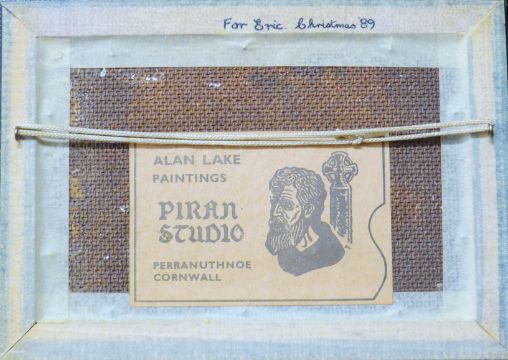 For Eric. Christmas '89
ALAN LAKE
PAINTINGS
PIRAN
STUDIO
PERRANUTHNOE
CORNWALL